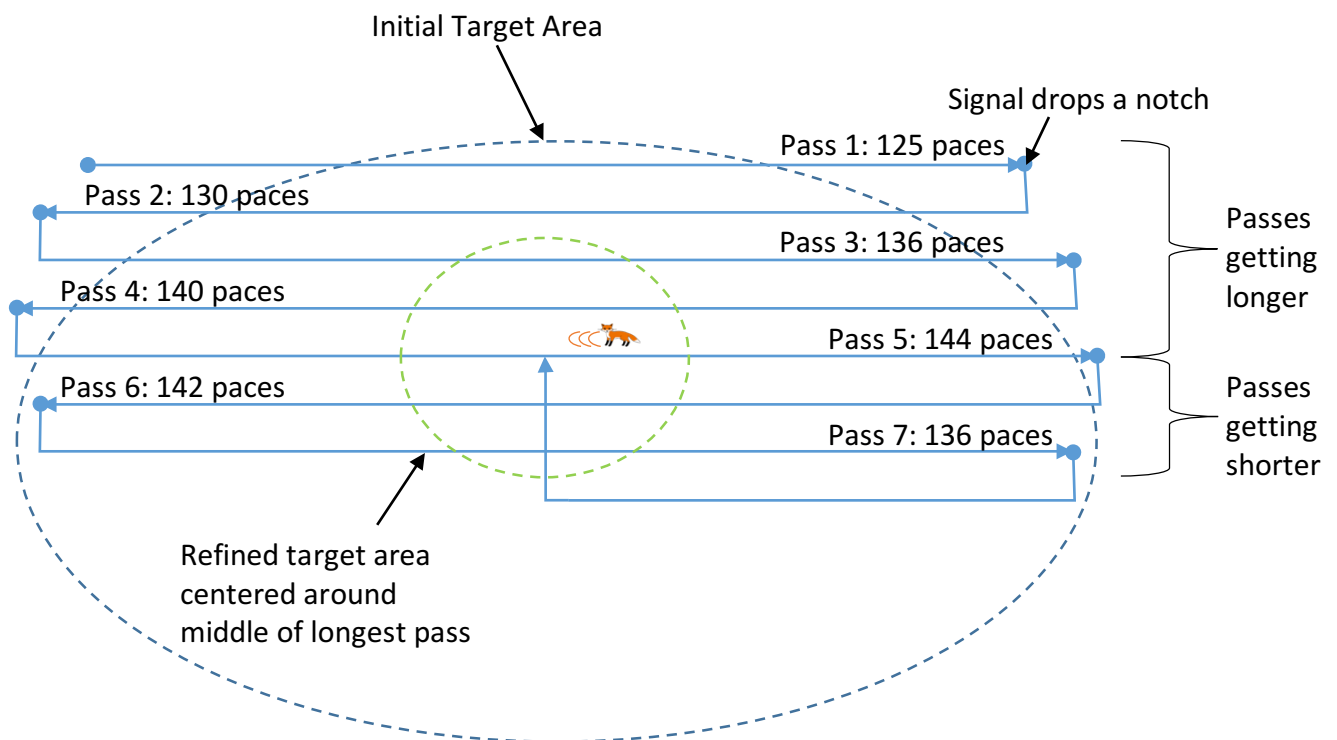 Initial Target Area
Signal drops a notch
Pass 1: 125 paces
Pass 2: 130 paces
Pass 3: 136 paces
Pass 4: 140 paces
Pass 5: 144 paces
Pass 6: 142 paces
Pass 7: 136 paces
Passes
getting
longer
Passes
getting
shorter
Refined target area
centered around
middle of longest pass